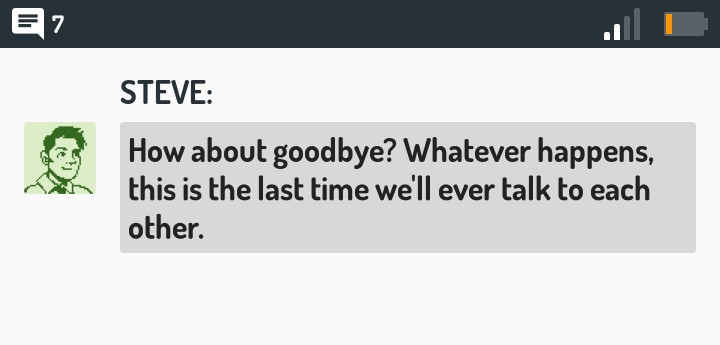 7
STEVE:
How about goodbye? Whatever happens,
this is the last time we'll ever talk to each
other.